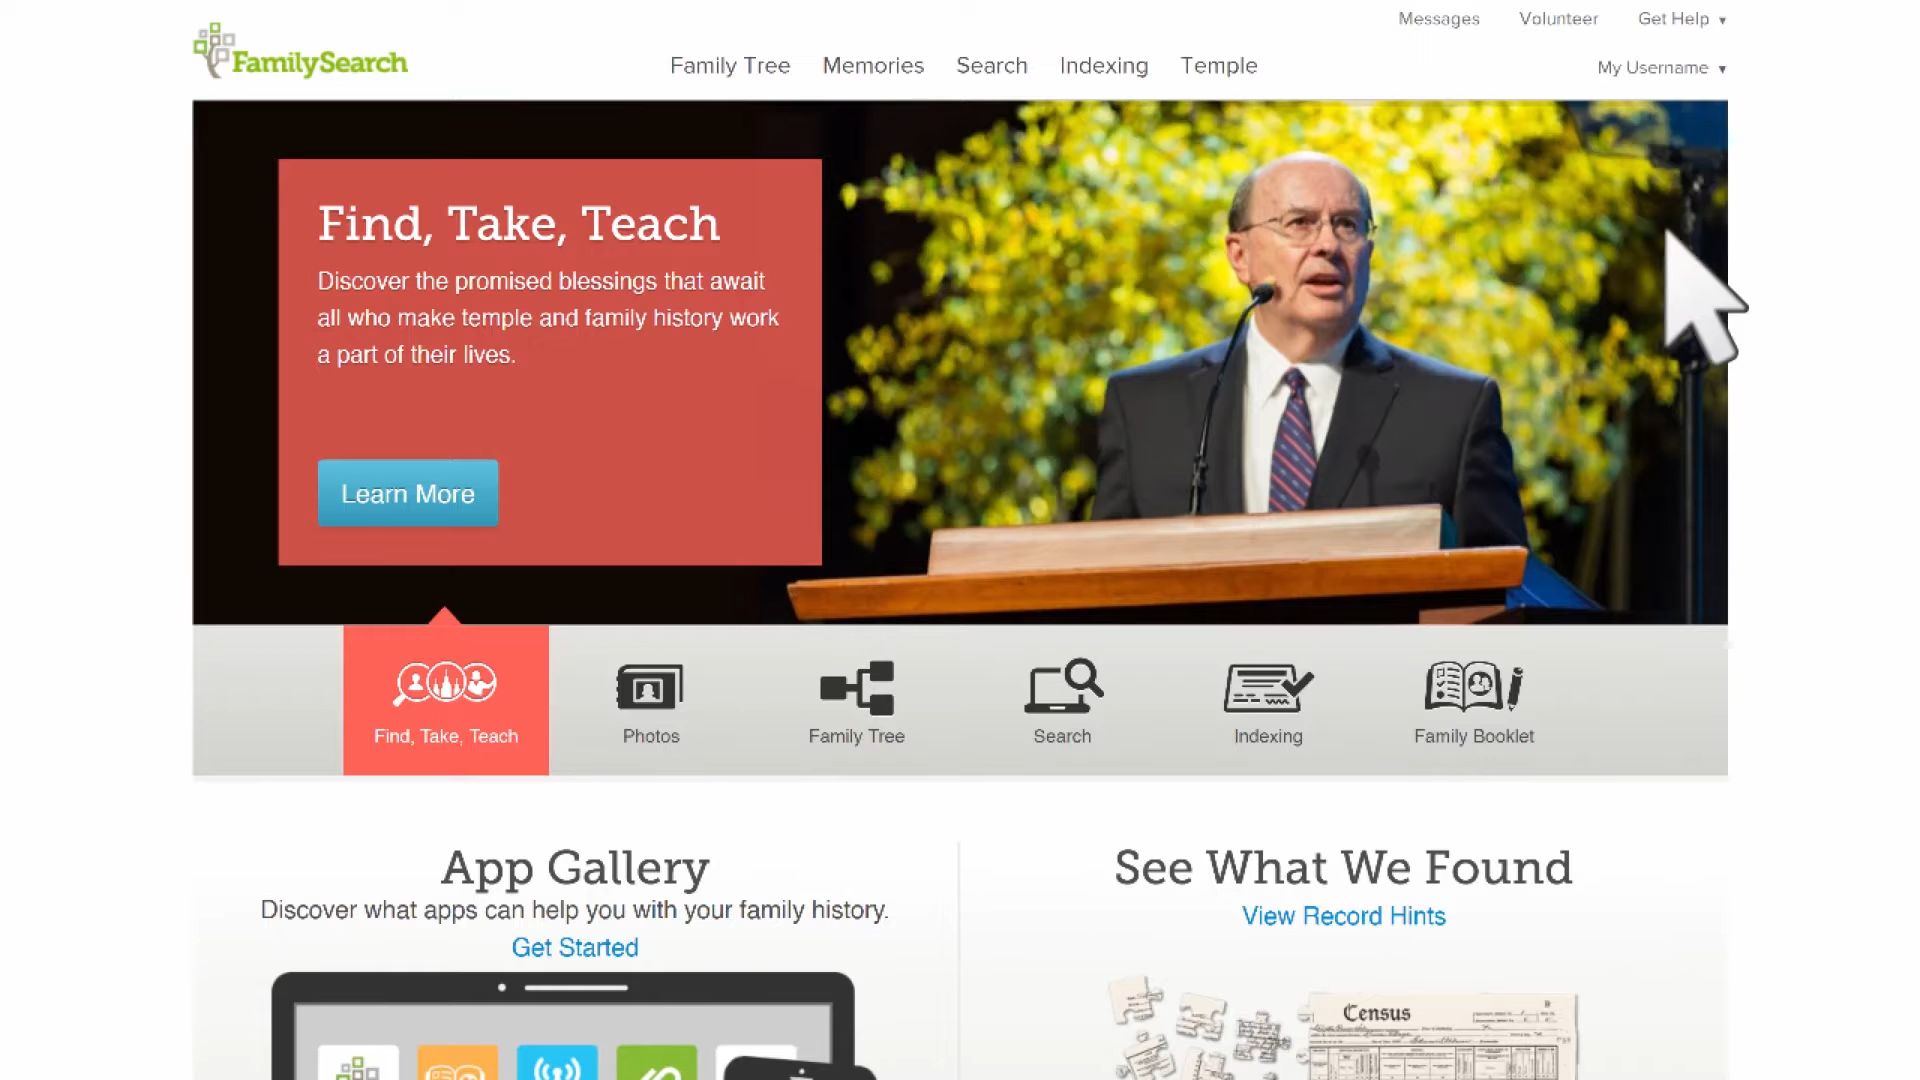 Messages Volunteer Get Help
FamilySearch
Family Tree Memories Search Indexing Temple
My Username
Find, Take, Teach
Discover the promised blessings that await
all who make temple and family history work
a part of their lives.
Learn More
Find, Take, Teach
Photos
Family Tree
Search
Indexing
Family Booklet
App Gallery
Discover what apps can help you with your family history.
Get Started
See What We Found
View Record Hints
Census